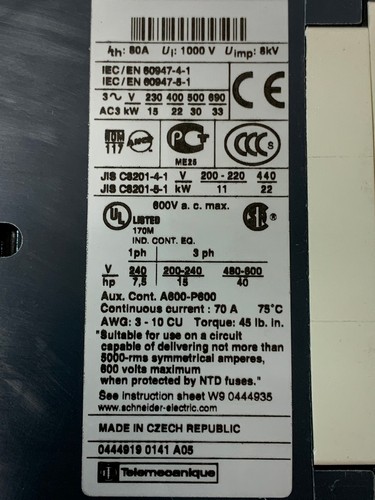 Ith: 80A Ui: 1000 V Uimp: 8kV
IEC/EN 60947-4-1
IEC/EN 60947-5-1
3~ V 230 400 500 690
AC3 kW 15 22 30 33
CE
117
ME25
CCC S
JIS C8201-4-1 V 200-220 440
JIS C8201-5-1 kW 11 22
600V a. c. max.
UL LISTED
170M
IND. CONT. EQ.
1ph 3 ph
V 240 200-240 480-600
hp 7,5 15 40
Aux. Cont. A600-P600
Continuous current: 70 A 75°C
AWG: 3 - 10 CU Torque: 45 lb. in.
"Suitable for use on a circuit
capable of delivering not more than
5000-rms symmetrical amperes,
600 volts maximum
when protected by NTD fuses."
See instruction sheet W9 0444935
www.schneider-electric.com
MADE IN CZECH REPUBLIC
0444919 0141 A05
Telemecanique